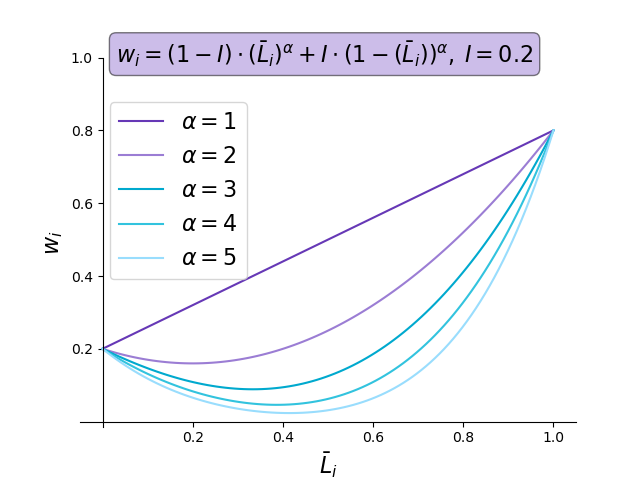 w_i = (1 − I) · (L̄_i)^α + I · (1 − (L̄_i))^α, I = 0.2
1.0
α = 1
0.8
α = 2
α = 3
0.6
α = 4
w_i
α = 5
0.4
0.2
0.2 0.4 0.6 0.8 1.0
L̄_i